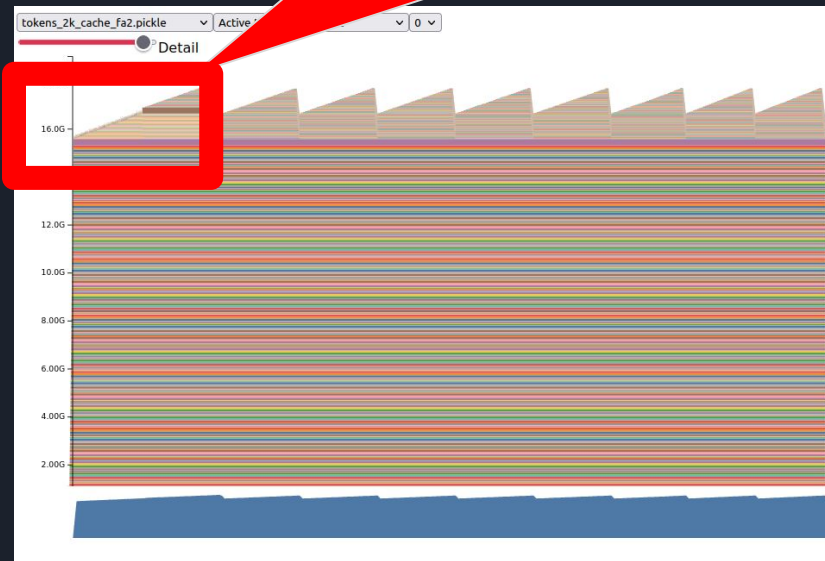 tokens_2k_cache_fa2.pickle Active 0
Detail
16.0G
12.0G
10.0G
8.00G
6.00G
4.00G
2.00G